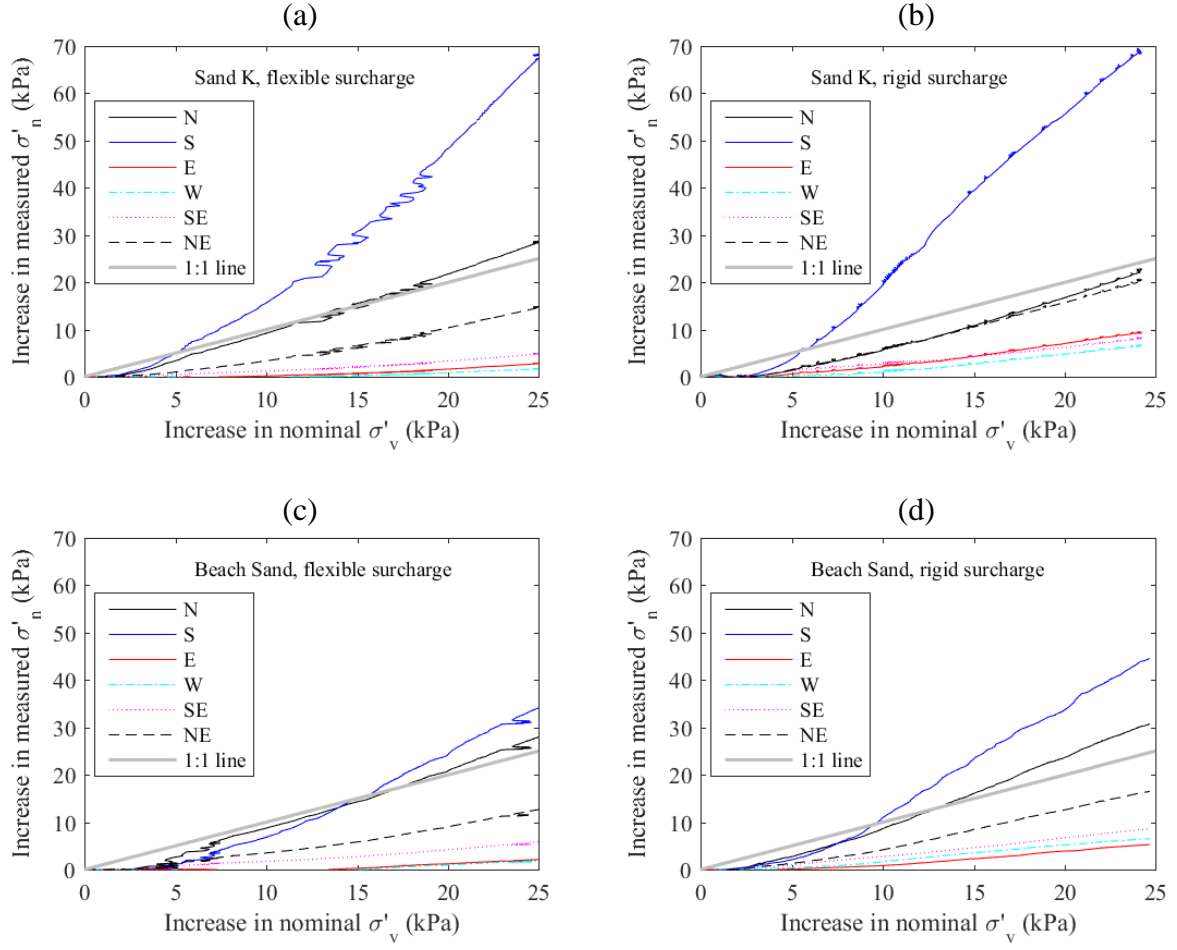 (a)
70
60
50
40
30
20
10
0
Increase in measured σ'n (kPa)
Sand K, flexible surcharge
N
S
E
W
SE
NE
1:1 line
0 5 10 15 20 25
Increase in nominal σ'v (kPa)
(b)
70
60
50
40
30
20
10
0
Increase in measured σ'n (kPa)
Sand K, rigid surcharge
N
S
E
W
SE
NE
1:1 line
0 5 10 15 20 25
Increase in nominal σ'v (kPa)
(c)
70
60
50
40
30
20
10
0
Increase in measured σ'n (kPa)
Beach Sand, flexible surcharge
N
S
E
W
SE
NE
1:1 line
0 5 10 15 20 25
Increase in nominal σ'v (kPa)
(d)
70
60
50
40
30
20
10
0
Increase in measured σ'n (kPa)
Beach Sand, rigid surcharge
N
S
E
W
SE
NE
1:1 line
0 5 10 15 20 25
Increase in nominal σ'v (kPa)